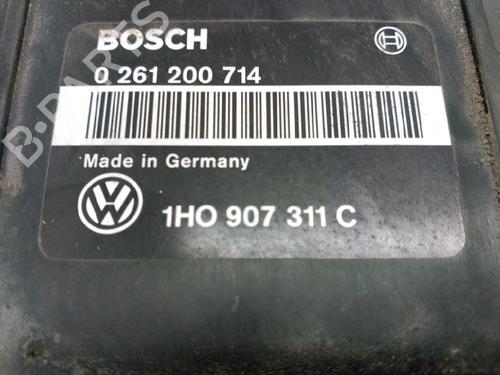 BOSCH
0 261 200 714
Made in Germany
1HO 907 311 C
B-PARTS